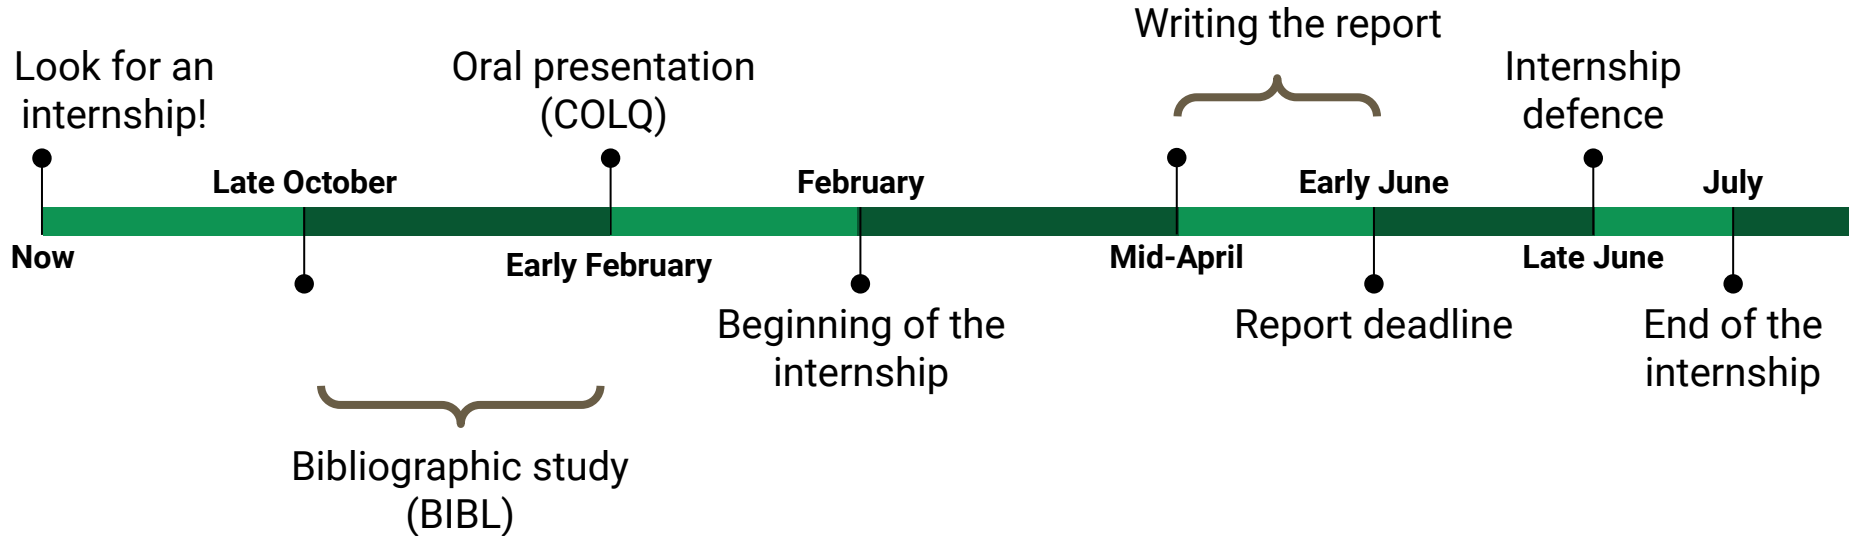 Writing the report
Look for an
internship!
Oral presentation
(COLQ)
Internship
defence
Late October
February
Early June
July
Now
Early February
Mid-April
Late June
Beginning of the
internship
Report deadline
End of the
internship
Bibliographic study
(BIBL)